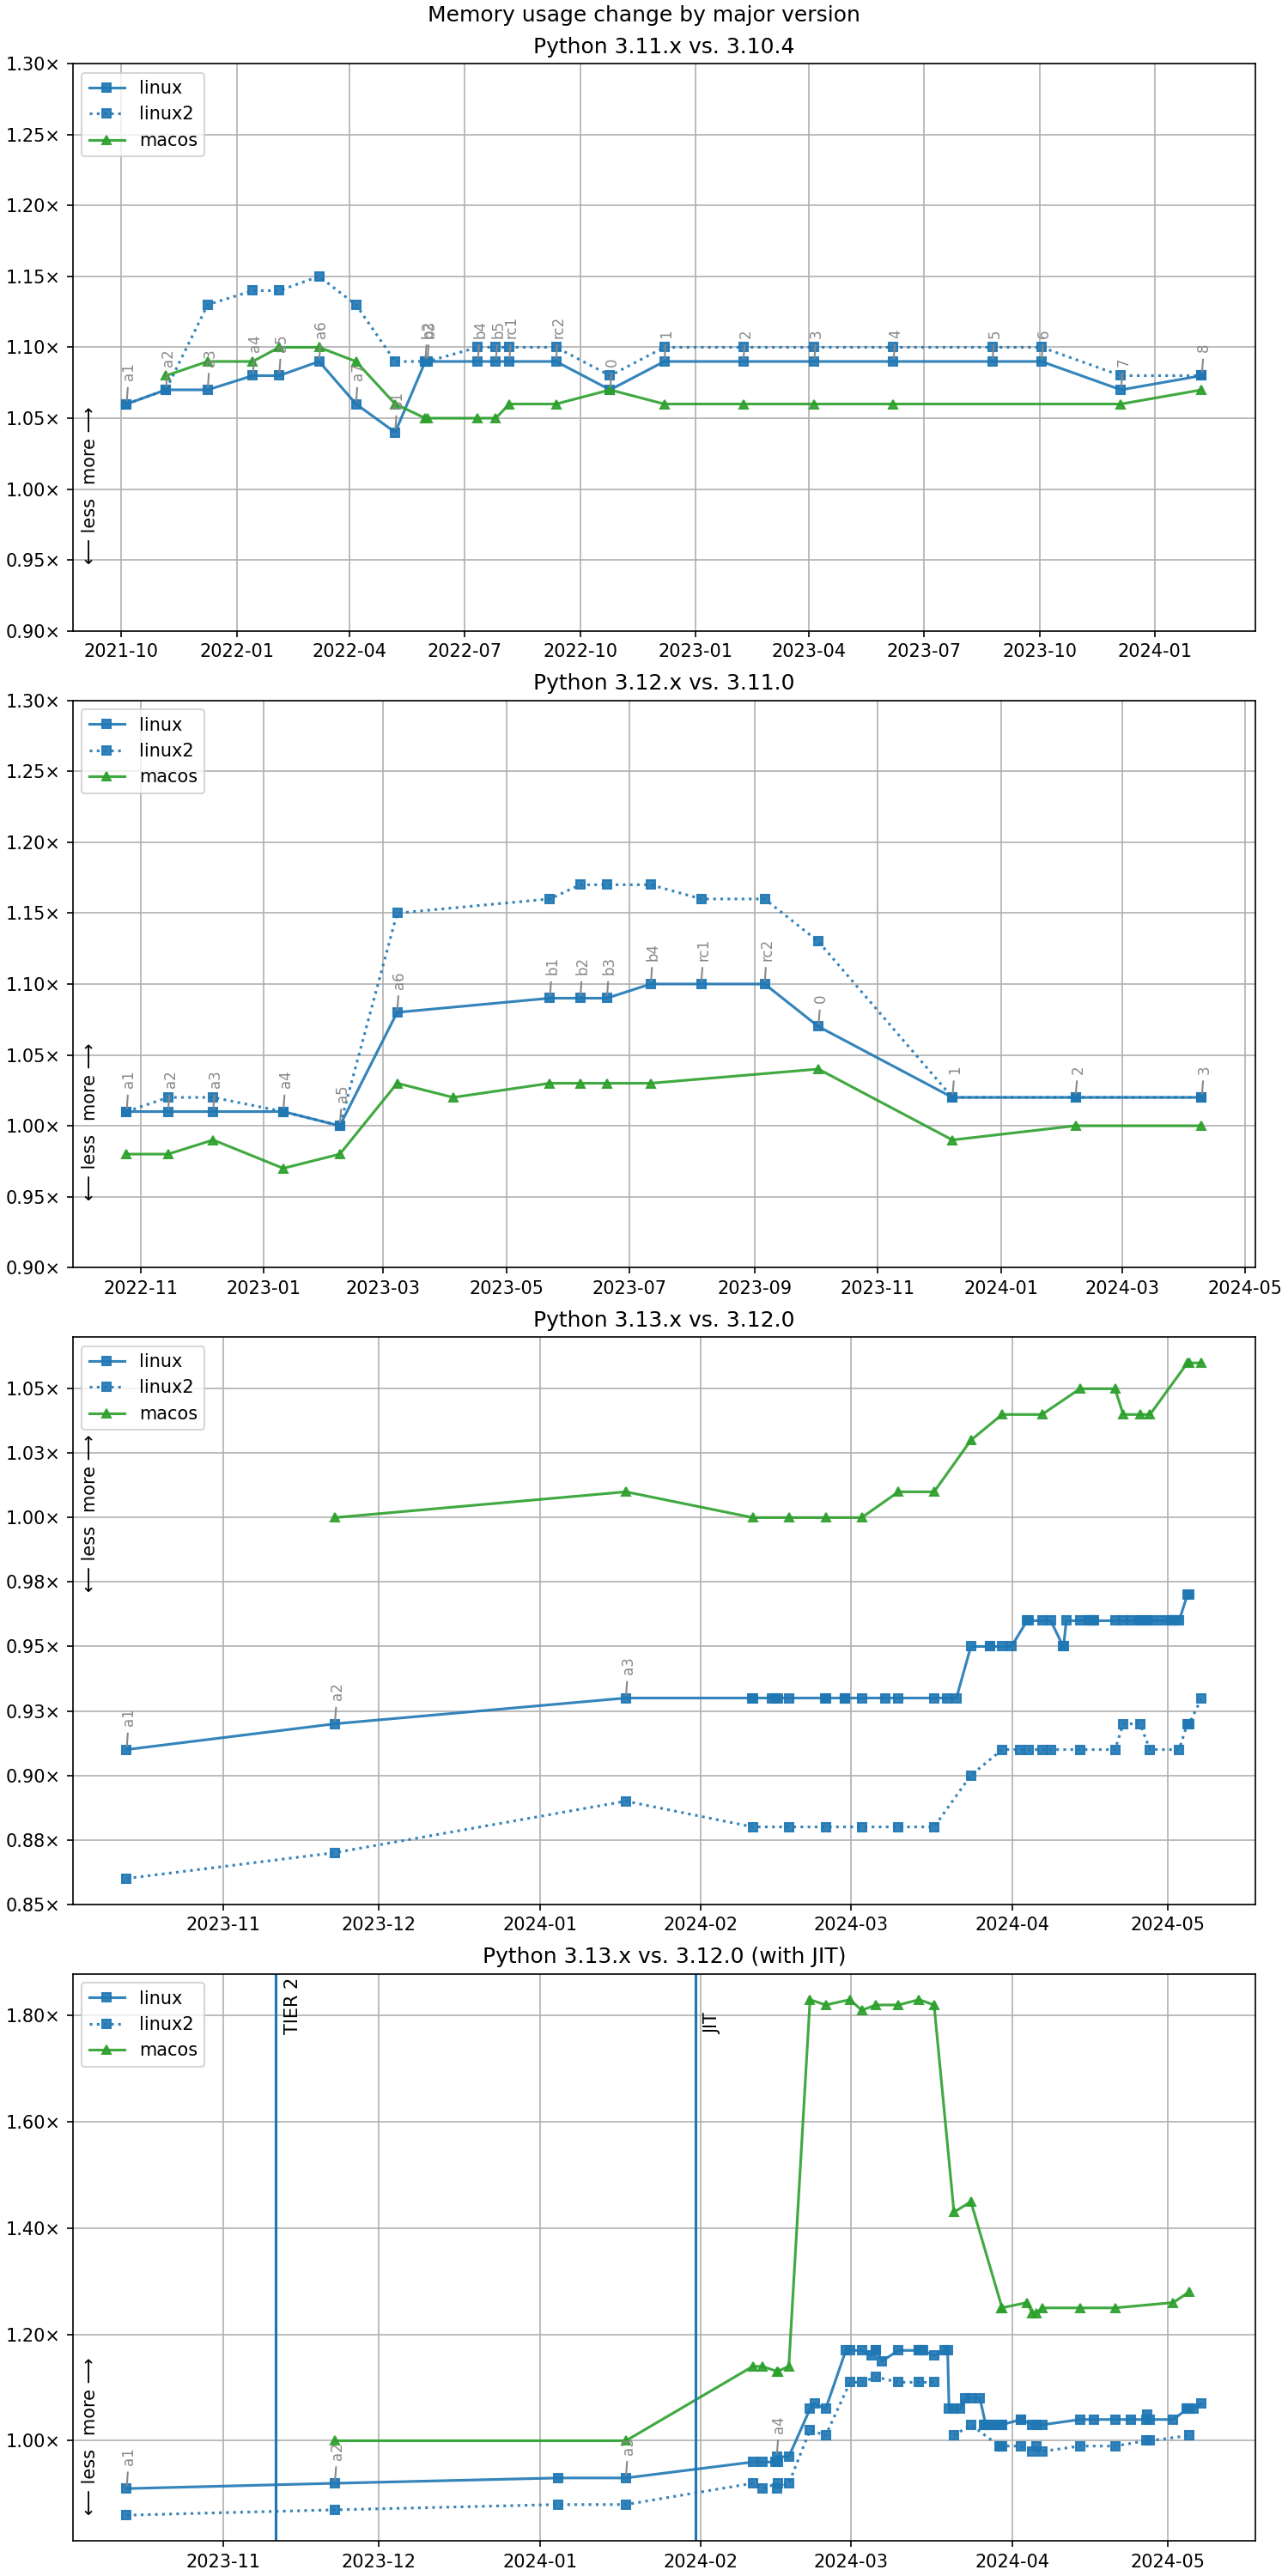 Memory usage change by major version
Python 3.11.x vs. 3.10.4
1.30×
1.25×
1.20×
1.15×
1.10×
1.05×
1.00×
0.95×
0.90×
linux
linux2
macos
← less more →
a1
a2
a3
a4
a5
a6
a7
b1
b3
b4
b5
rc1
rc2
0
1
2
3
4
5
6
7
8
2021-10 2022-01 2022-04 2022-07 2022-10 2023-01 2023-04 2023-07 2023-10 2024-01
Python 3.12.x vs. 3.11.0
1.30×
1.25×
1.20×
1.15×
1.10×
1.05×
1.00×
0.95×
0.90×
linux
linux2
macos
← less more →
a1
a2
a3
a4
a5
a6
b1
b2
b3
b4
rc1
rc2
0
1
2
3
2022-11 2023-01 2023-03 2023-05 2023-07 2023-09 2023-11 2024-01 2024-03 2024-05
Python 3.13.x vs. 3.12.0
1.05×
1.03×
1.00×
0.98×
0.95×
0.93×
0.90×
0.88×
0.85×
linux
linux2
macos
← less more →
a1
a2
a3
2023-11 2023-12 2024-01 2024-02 2024-03 2024-04 2024-05
Python 3.13.x vs. 3.12.0 (with JIT)
1.80×
1.60×
1.40×
1.20×
1.00×
linux
linux2
macos
← less more →
TIER 2
JIT
a1
a2
a3
a4
2023-11 2023-12 2024-01 2024-02 2024-03 2024-04 2024-05